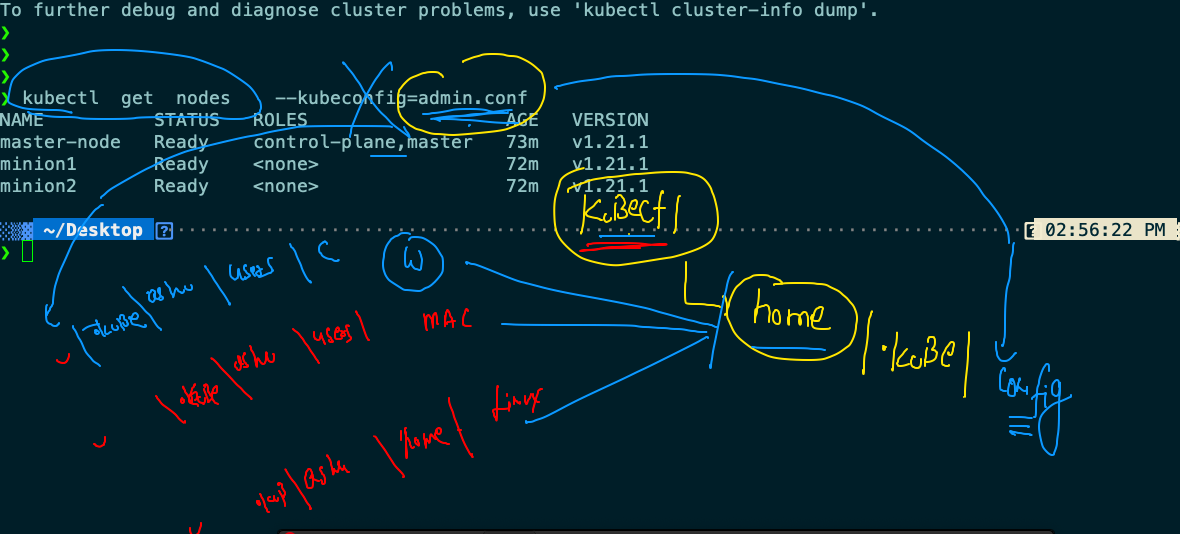 To further debug and diagnose cluster problems, use 'kubectl cluster-info dump'.
❯
❯
❯
❯ kubectl get nodes --kubeconfig=admin.conf
NAME STATUS ROLES AGE VERSION
master-node Ready control-plane,master 73m v1.21.1
minion1 Ready <none> 72m v1.21.1
minion2 Ready <none> 72m v1.21.1
kuBectl
~/Desktop 02:56:22 PM
❯
.kuBe/ashu/users/C W
home/.kuBe/
config
.kuBe/ashu/users/ MAC
ashu/home/Linux